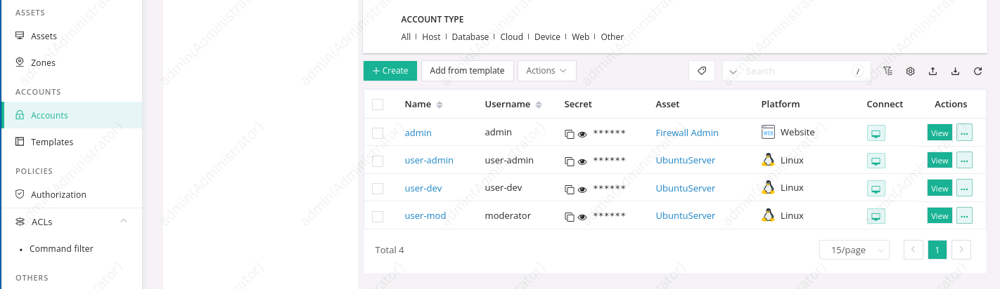 ASSETS
Assets
Zones
ACCOUNTS
Accounts
Templates
POLICIES
Authorization
ACLs
Command filter
OTHERS
ACCOUNT TYPE
All | Host | Database | Cloud | Device | Web | Other
+ Create Add from template Actions Search /
Name Username Secret Asset Platform Connect Actions
admin admin ****** Firewall Admin WEB Website View ...
user-admin user-admin ****** UbuntuServer Linux View ...
user-dev user-dev ****** UbuntuServer Linux View ...
user-mod moderator ****** UbuntuServer Linux View ...
Total 4 15/page < 1 >
admin(Administrator)